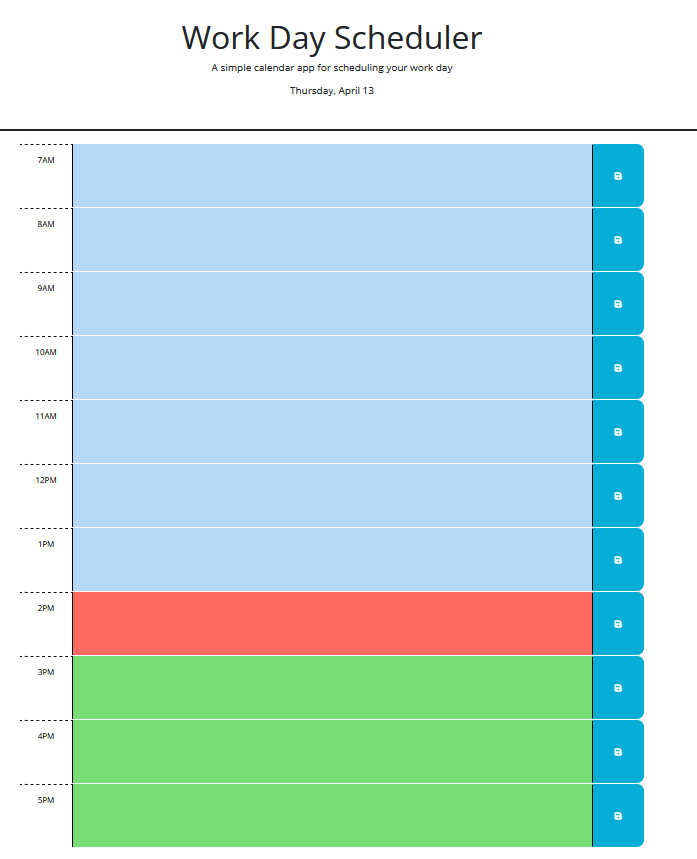 Work Day Scheduler
A simple calendar app for scheduling your work day
Thursday, April 13
7AM
8AM
9AM
10AM
11AM
12PM
1PM
2PM
3PM
4PM
5PM